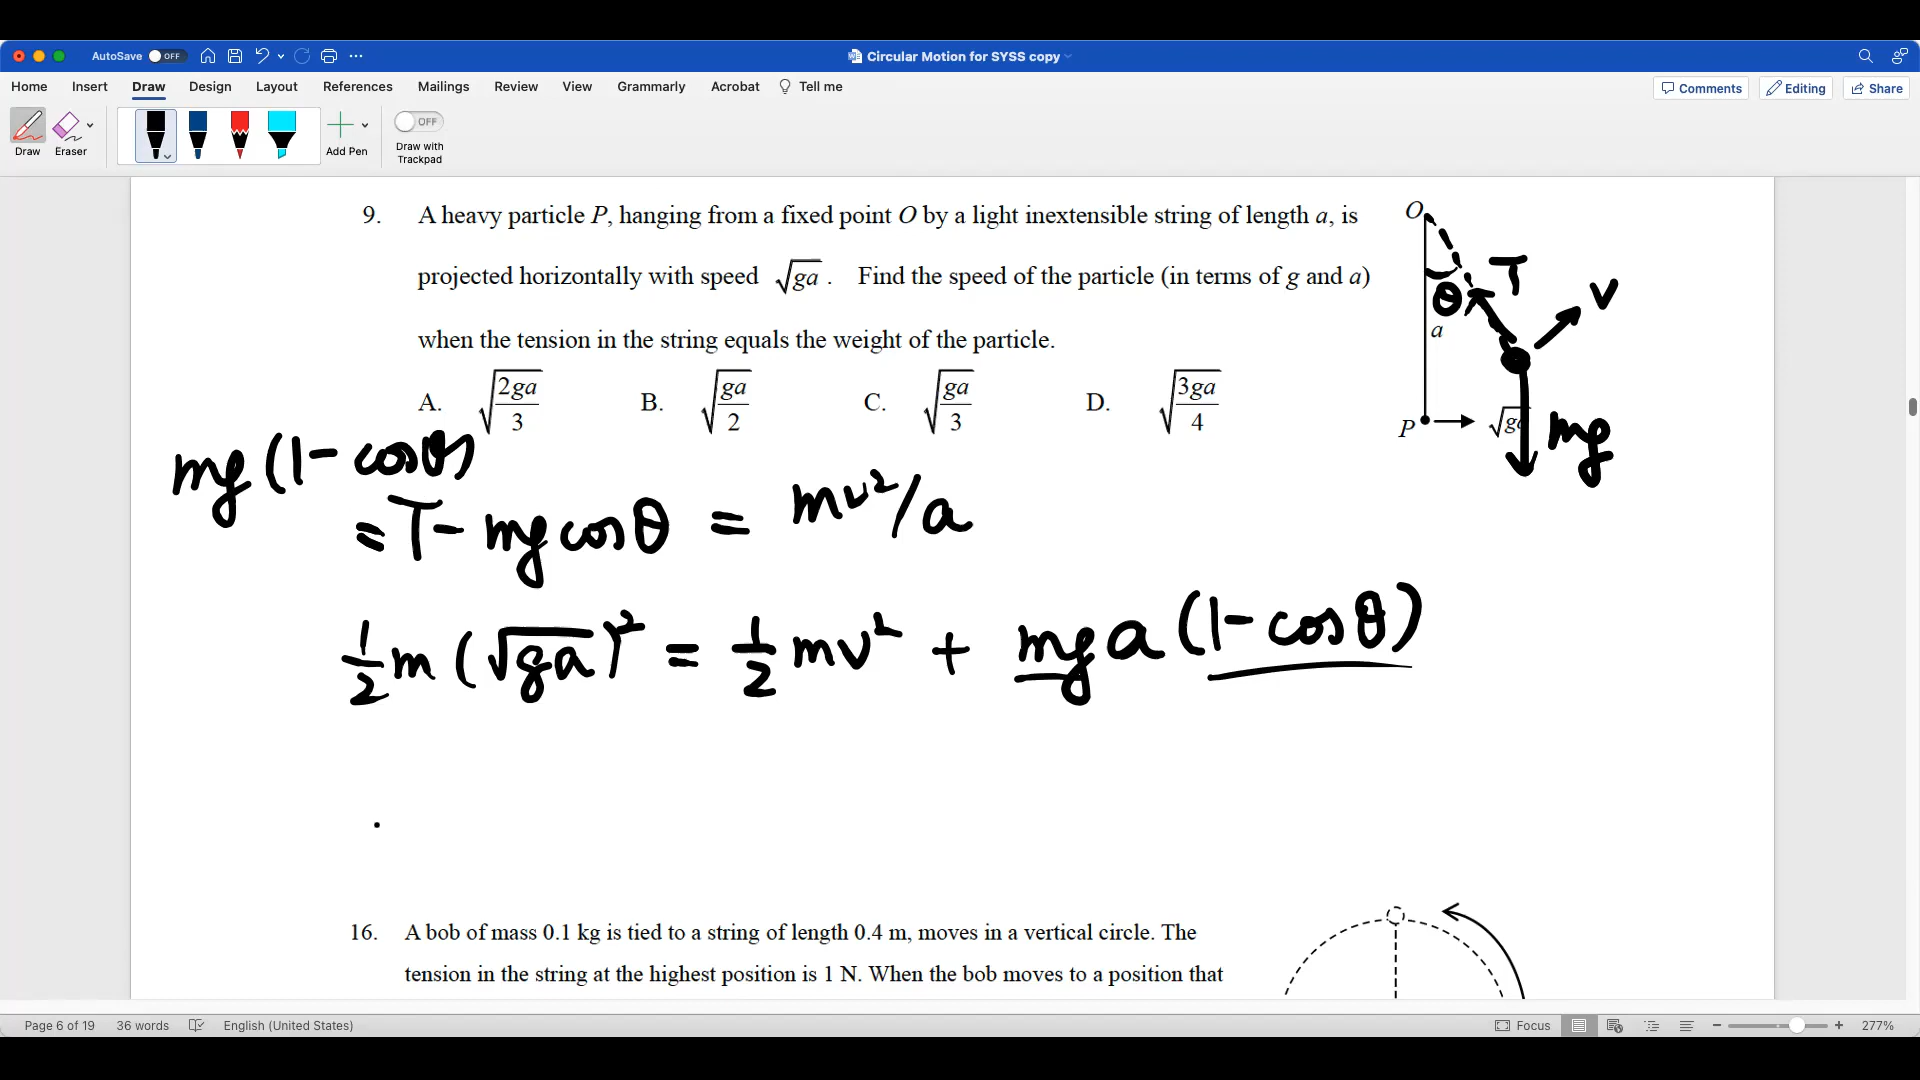 AutoSave OFF
Circular Motion for SYSS copy
Home Insert Draw Design Layout References Mailings Review View Grammarly Acrobat Tell me
Comments Editing Share
Draw Eraser Add Pen OFF Draw with Trackpad
9. A heavy particle P, hanging from a fixed point O by a light inextensible string of length a, is
projected horizontally with speed √ga. Find the speed of the particle (in terms of g and a)
when the tension in the string equals the weight of the particle.
A. √(2ga/3) B. √(ga/2) C. √(ga/3) D. √(3ga/4)
O
T
V
θ
a
P
√ga
mg
mg(1-cosθ)
= T - mg cosθ = mv²/a
½m(√ga)² = ½mv² + mga(1-cosθ)
16. A bob of mass 0.1 kg is tied to a string of length 0.4 m, moves in a vertical circle. The
tension in the string at the highest position is 1 N. When the bob moves to a position that
Page 6 of 19 36 words English (United States) Focus 277%